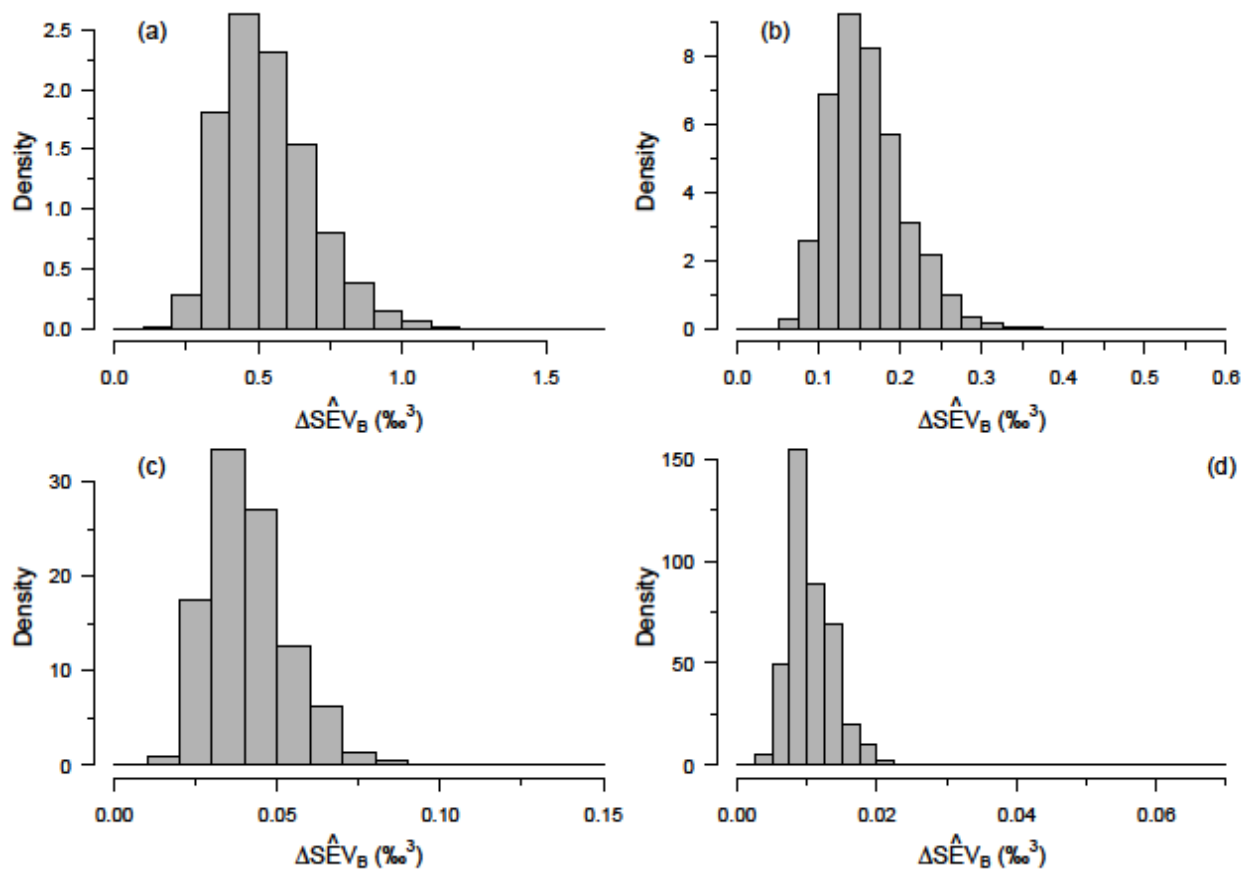 (a)
Density
2.5
2.0
1.5
1.0
0.5
0.0
0.0 0.5 1.0 1.5
ΔSÊV_B (‰³)
(b)
Density
8
6
4
2
0
0.0 0.1 0.2 0.3 0.4 0.5 0.6
ΔSÊV_B (‰³)
(c)
Density
30
20
10
0
0.00 0.05 0.10 0.15
ΔSÊV_B (‰³)
(d)
Density
150
100
50
0
0.00 0.02 0.04 0.06
ΔSÊV_B (‰³)